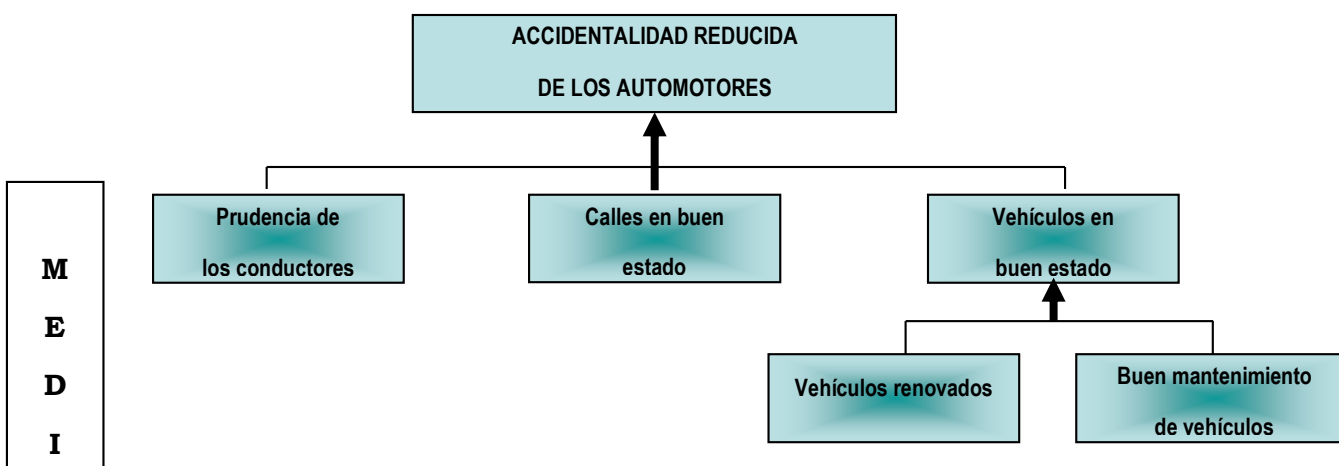 ACCIDENTALIDAD REDUCIDA
DE LOS AUTOMOTORES
Prudencia de
los conductores
Calles en buen
estado
Vehículos en
buen estado
Vehículos renovados
Buen mantenimiento
de vehículos
M
E
D
I